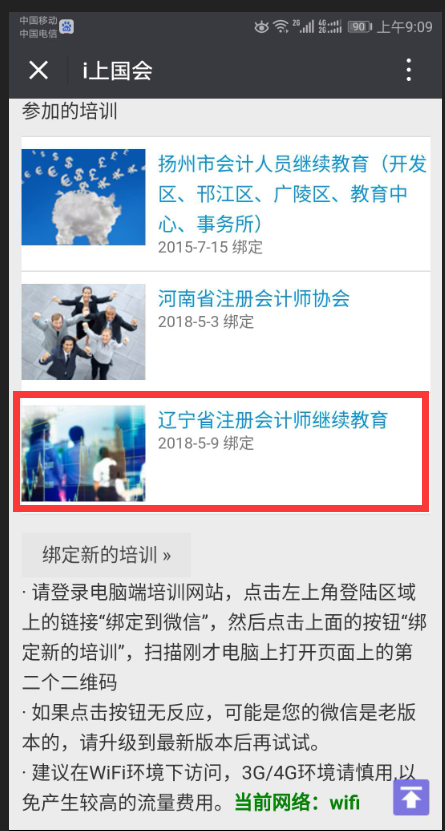 中国移动
中国电信
2G 4G 2G 90 上午9:09
i上国会
参加的培训
扬州市会计人员继续教育（开发
区、邗江区、广陵区、教育中
心、事务所）
2015-7-15 绑定
河南省注册会计师协会
2018-5-3 绑定
辽宁省注册会计师继续教育
2018-5-9 绑定
绑定新的培训 »
· 请登录电脑端培训网站，点击左上角登陆区域
上的链接“绑定到微信”，然后点击上面的按钮“绑
定新的培训”，扫描刚才电脑上打开页面上的第
二个二维码
· 如果点击按钮无反应，可能是您的微信是老版
本的，请升级到最新版本后再试试。
· 建议在WiFi环境下访问，3G/4G环境请慎用,以
免产生较高的流量费用。当前网络：wifi